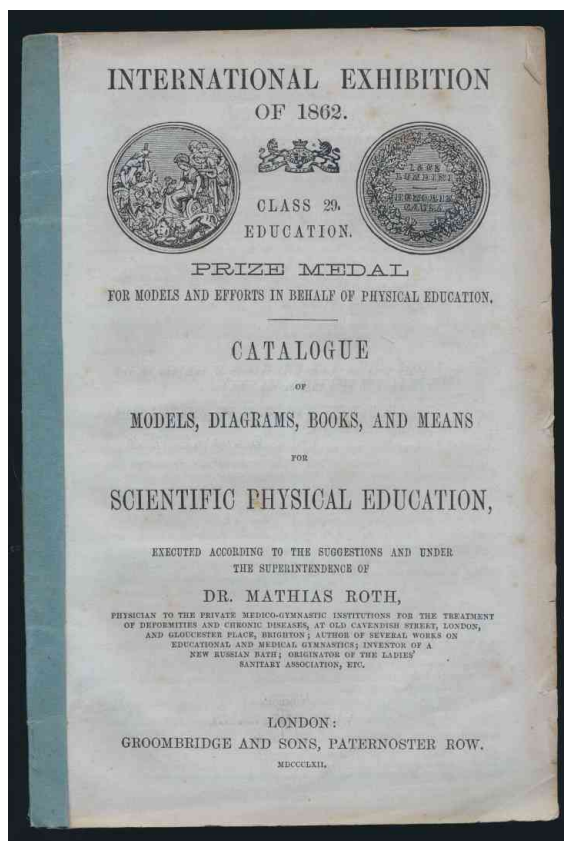 INTERNATIONAL EXHIBITION
OF 1862.
CLASS 29.
EDUCATION.
PRIZE MEDAL
FOR MODELS AND EFFORTS IN BEHALF OF PHYSICAL EDUCATION.
CATALOGUE
OF
MODELS, DIAGRAMS, BOOKS, AND MEANS
FOR
SCIENTIFIC PHYSICAL EDUCATION,
EXECUTED ACCORDING TO THE SUGGESTIONS AND UNDER
THE SUPERINTENDENCE OF
DR. MATHIAS ROTH,
PHYSICIAN TO THE PRIVATE MEDICO-GYMNASTIC INSTITUTIONS FOR THE TREATMENT
OF DEFORMITIES AND CHRONIC DISEASES, AT OLD CAVENDISH STREET, LONDON,
AND GLOUCESTER PLACE, BRIGHTON; AUTHOR OF SEVERAL WORKS ON
EDUCATIONAL AND MEDICAL GYMNASTICS; INVENTOR OF A
NEW RUSSIAN BATH; ORIGINATOR OF THE LADIES'
SANITARY ASSOCIATION, ETC.
LONDON:
GROOMBRIDGE AND SONS, PATERNOSTER ROW.
MDCCCLXII.